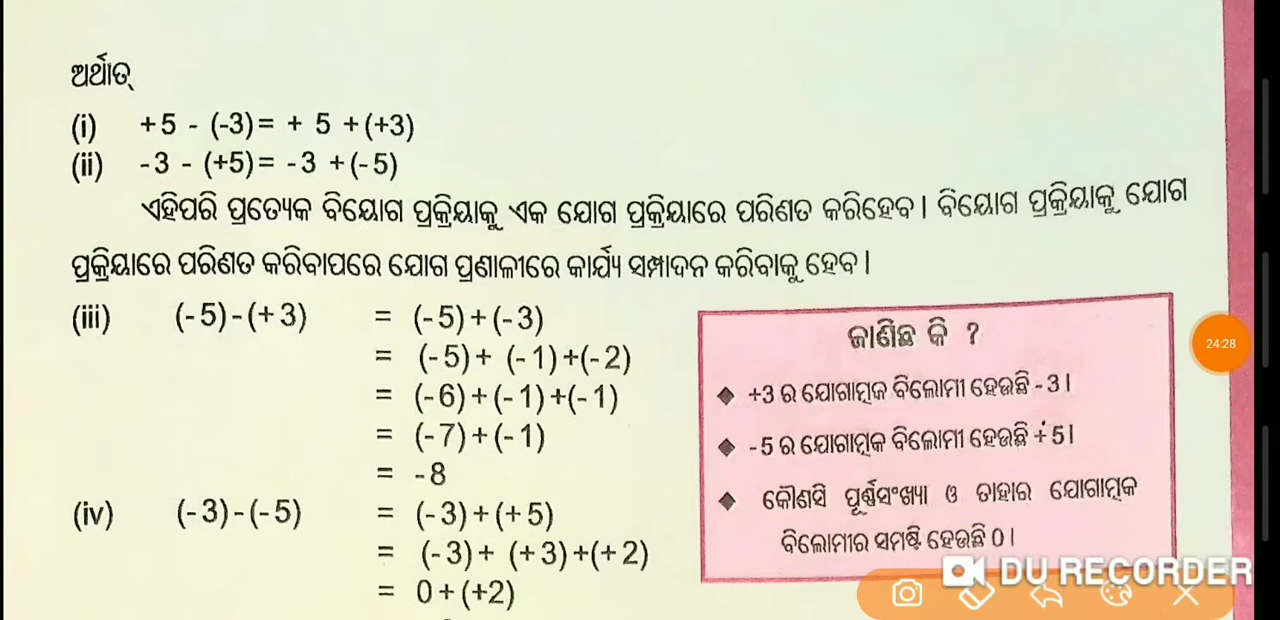 ଅର୍ଥାତ୍
(i) +5 - (-3) = + 5 +(+3)
(ii) -3 - (+5) = -3 +(-5)
ଏହିପରି ପ୍ରତ୍ୟେକ ବିୟୋଗ ପ୍ରକ୍ରିୟାକୁ ଏକ ଯୋଗ ପ୍ରକ୍ରିୟାରେ ପରିଣତ କରିହେବ। ବିୟୋଗ ପ୍ରକ୍ରିୟାକୁ ଯୋଗ
ପ୍ରକ୍ରିୟାରେ ପରିଣତ କରିବାପରେ ଯୋଗ ପ୍ରଣାଳୀରେ କାର୍ଯ୍ୟ ସମ୍ପାଦନ କରିବାକୁ ହେବ।
(iii) (-5)-(+3) = (-5)+(-3)
= (-5)+ (-1)+(-2)
= (-6)+(-1)+(-1)
= (-7)+(-1)
= -8
(iv) (-3)-(-5) = (-3)+(+5)
= (-3)+ (+3)+(+2)
= 0+(+2)
ଜାଣିଛ କି ?
◆ +3 ର ଯୋଗାତ୍ମକ ବିଲୋମୀ ହେଉଛି -3।
◆ -5 ର ଯୋଗାତ୍ମକ ବିଲୋମୀ ହେଉଛି +5।
◆ କୌଣସି ପୂର୍ଣ୍ଣସଂଖ୍ୟା ଓ ତାହାର ଯୋଗାତ୍ମକ
ବିଲୋମୀର ସମଷ୍ଟି ହେଉଛି 0।
24:28
DU RECORDER